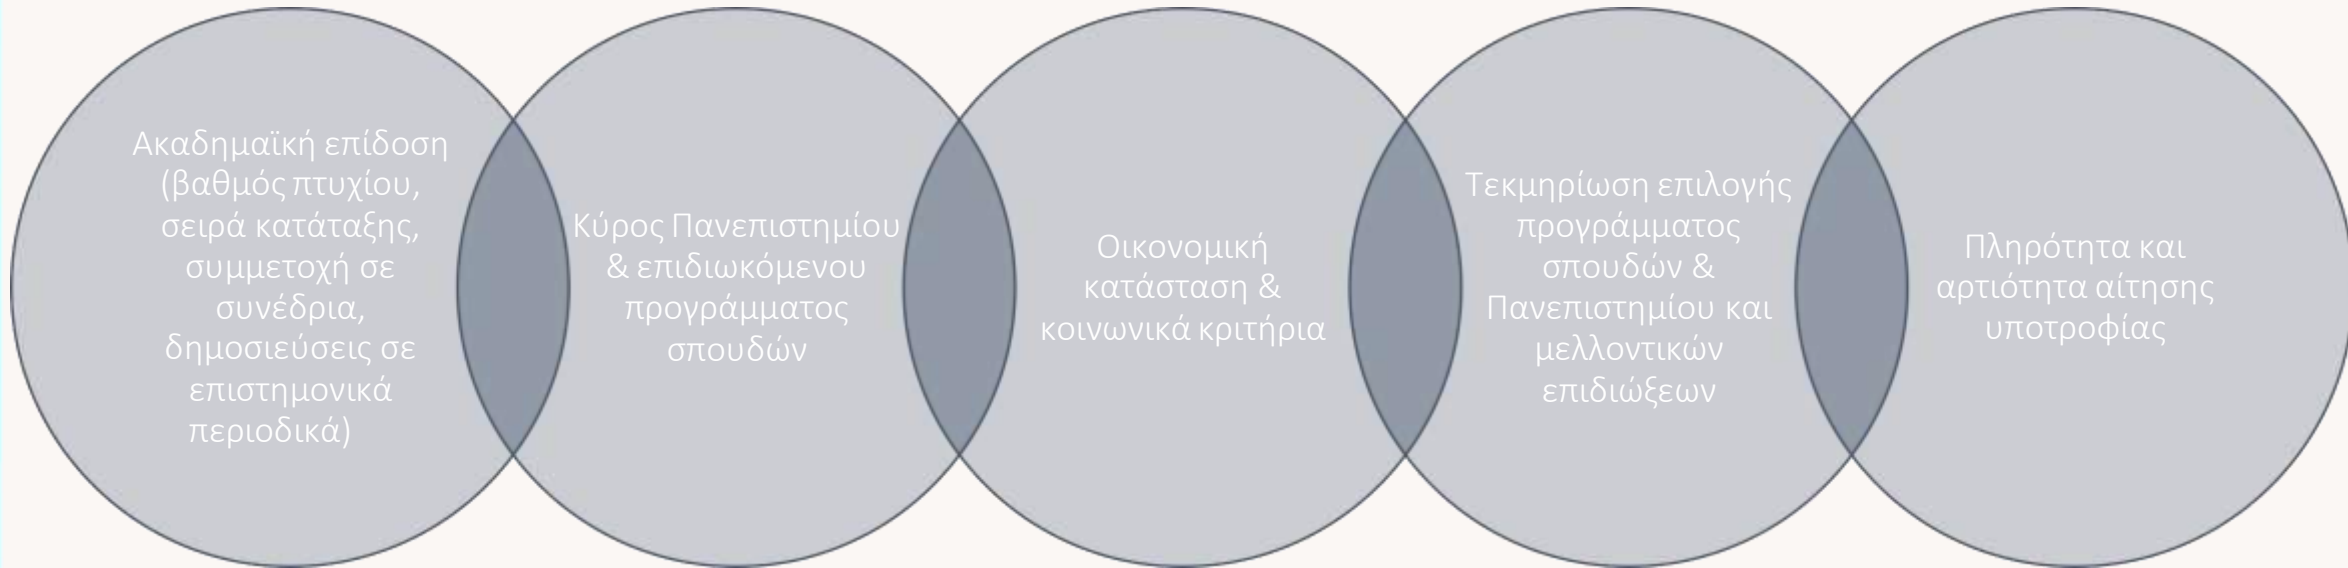 Ακαδημαϊκή επίδοση
(βαθμός πτυχίου,
σειρά κατάταξης,
συμμετοχή σε
συνέδρια,
δημοσιεύσεις σε
επιστημονικά
περιοδικά)
Κύρος Πανεπιστημίου
& επιδιωκόμενου
προγράμματος
σπουδών
Οικονομική
κατάσταση &
κοινωνικά κριτήρια
Τεκμηρίωση επιλογής
προγράμματος
σπουδών &
Πανεπιστημίου και
μελλοντικών
επιδιώξεων
Πληρότητα και
αρτιότητα αίτησης
υποτροφίας